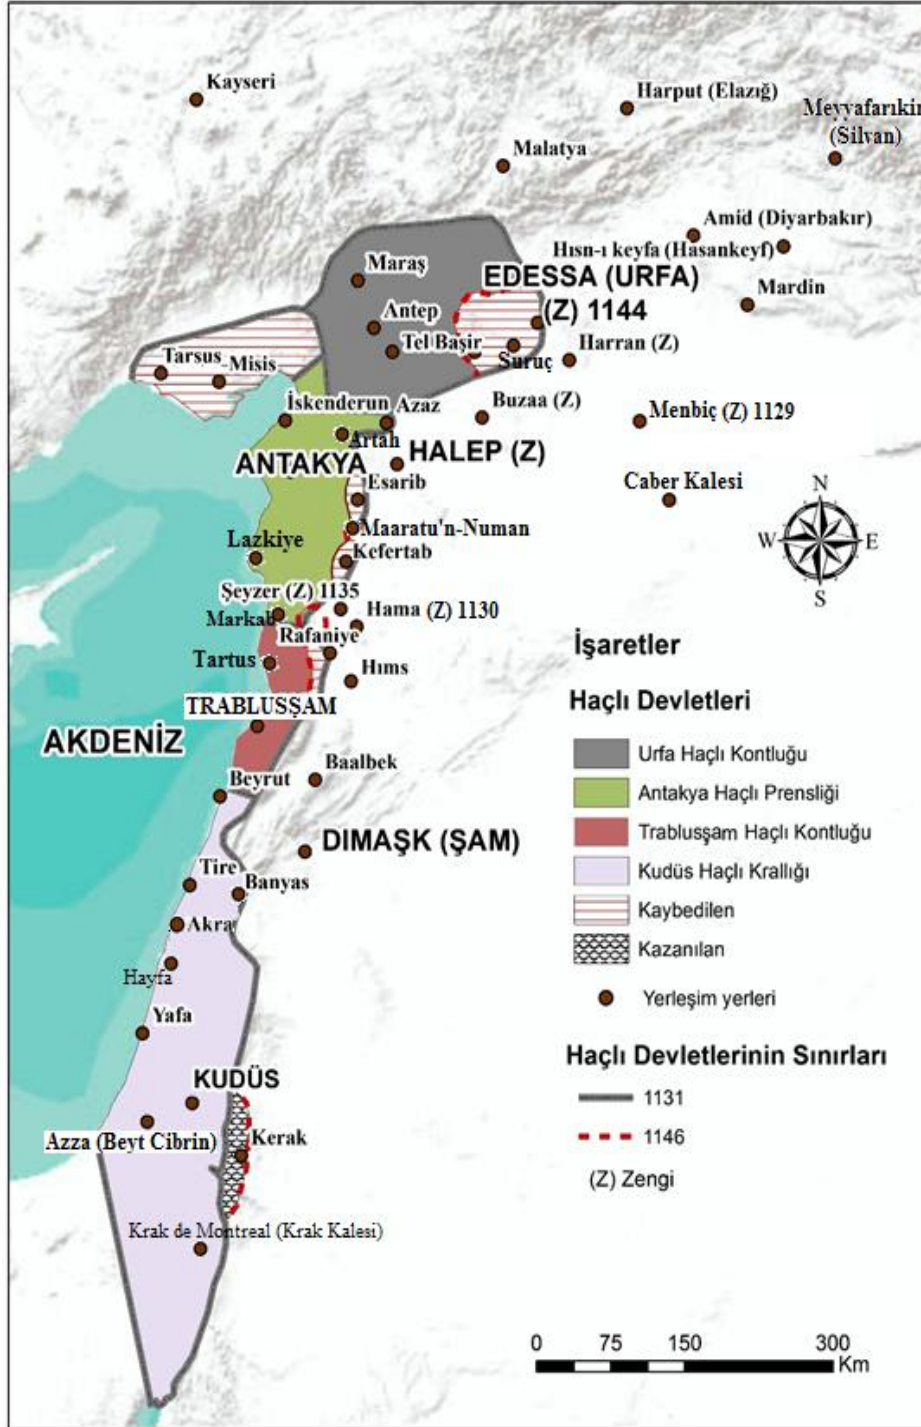 Kayseri
Harput (Elazığ)
Meyyafarıkin
(Silvan)
Malatya
Amid (Diyarbakır)
Hısn-ı keyfa (Hasankeyf)
Maraş
EDESSA (URFA)
(Z) 1144
Mardin
Antep
Tel Başir
Suruç
Harran (Z)
Tarsus
-Misis
İskenderun
Azaz
Buzaa (Z)
Menbiç (Z) 1129
Artah
HALEP (Z)
ANTAKYA
Esarib
Caber Kalesi
N
W
E
S
Maaratu'n-Numan
Lazkiye
Kefertab
Şeyzer (Z) 1135
Markab
Hama (Z) 1130
Rafaniye
Tartus
Hıms
TRABLUSŞAM
AKDENİZ
Beyrut
Baalbek
DIMAŞK (ŞAM)
Tire
Banyas
Akra
Hayfa
Yafa
KUDÜS
Azza (Beyt Cibrin)
Kerak
Krak de Montreal (Krak Kalesi)
İşaretler
Haçlı Devletleri
Urfa Haçlı Kontluğu
Antakya Haçlı Prensliği
Trablusşam Haçlı Kontluğu
Kudüs Haçlı Krallığı
Kaybedilen
Kazanılan
Yerleşim yerleri
Haçlı Devletlerinin Sınırları
1131
1146
(Z) Zengi
0 75 150 300
Km